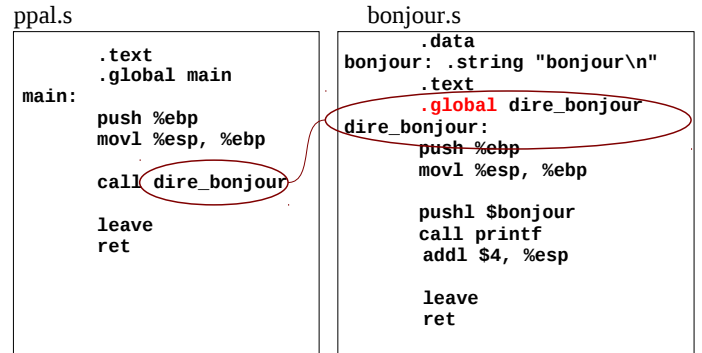 ppal.s
.text
.global main
main:
push %ebp
movl %esp, %ebp
call dire_bonjour
leave
ret
bonjour.s
.data
bonjour: .string "bonjour\n"
.text
.global dire_bonjour
dire_bonjour:
push %ebp
movl %esp, %ebp
pushl $bonjour
call printf
addl $4, %esp
leave
ret